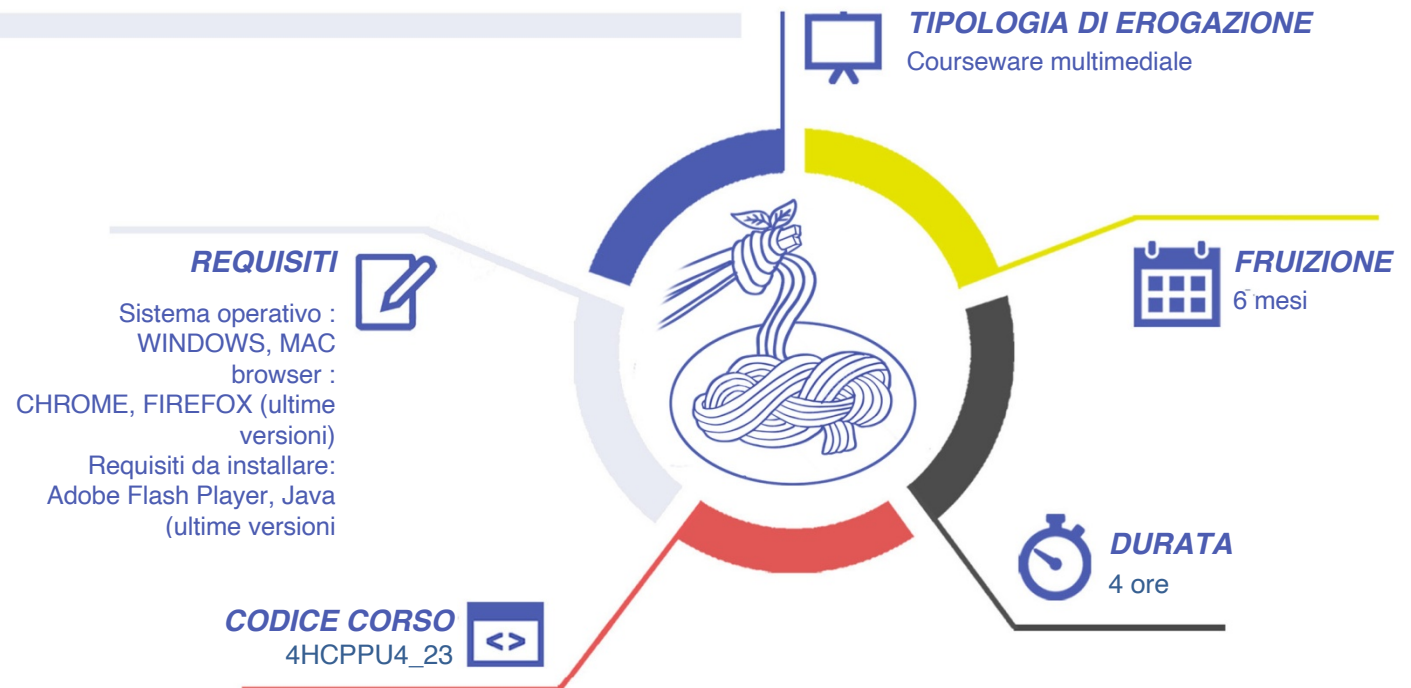 TIPOLOGIA DI EROGAZIONE
Courseware multimediale
REQUISITI
Sistema operativo :
WINDOWS, MAC
browser :
CHROME, FIREFOX (ultime
versioni)
Requisiti da installare:
Adobe Flash Player, Java
(ultime versioni
FRUIZIONE
6 mesi
DURATA
4 ore
CODICE CORSO
4HCPPU4_23
<>